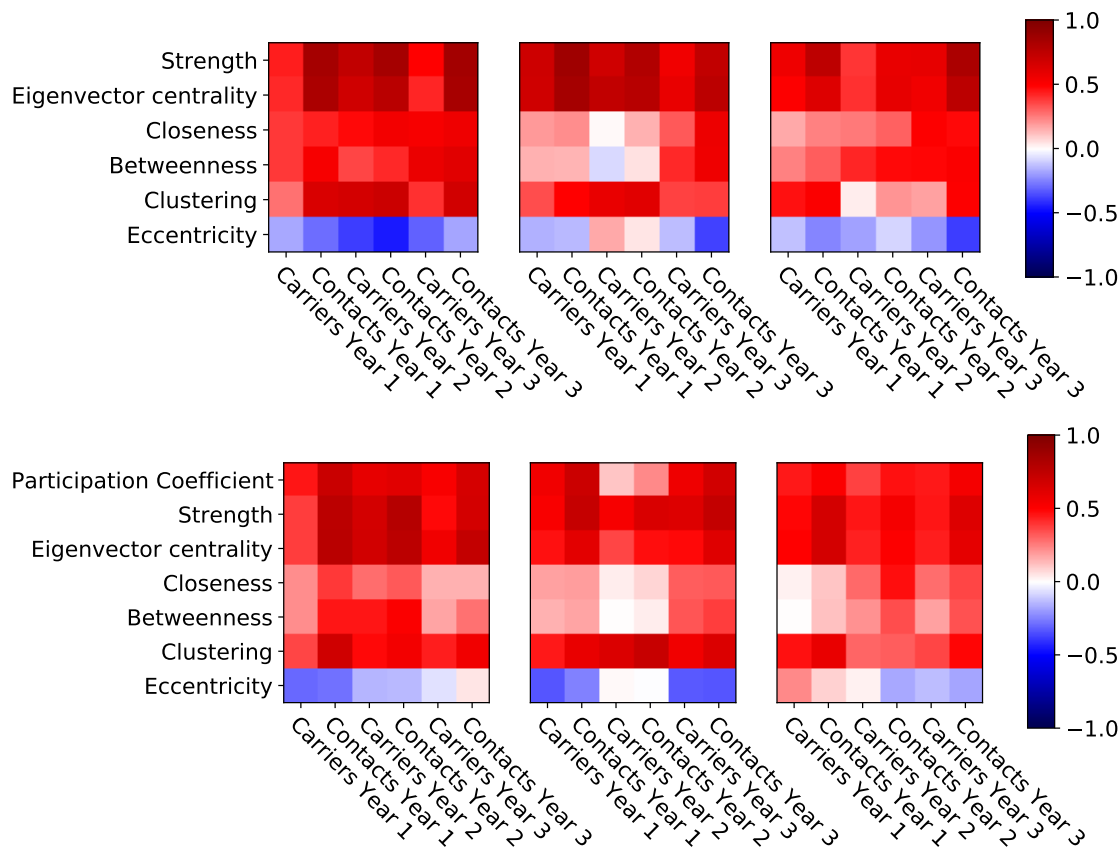 Strength
Eigenvector centrality
Closeness
Betweenness
Clustering
Eccentricity
Carriers Year 1
Contacts Year 1
Carriers Year 2
Contacts Year 2
Carriers Year 3
Contacts Year 3
Carriers Year 1
Contacts Year 1
Carriers Year 2
Contacts Year 2
Carriers Year 3
Contacts Year 3
Carriers Year 1
Contacts Year 1
Carriers Year 2
Contacts Year 2
Carriers Year 3
Contacts Year 3
1.0
0.5
0.0
−0.5
−1.0
Participation Coefficient
Strength
Eigenvector centrality
Closeness
Betweenness
Clustering
Eccentricity
Carriers Year 1
Contacts Year 1
Carriers Year 2
Contacts Year 2
Carriers Year 3
Contacts Year 3
Carriers Year 1
Contacts Year 1
Carriers Year 2
Contacts Year 2
Carriers Year 3
Contacts Year 3
Carriers Year 1
Contacts Year 1
Carriers Year 2
Contacts Year 2
Carriers Year 3
Contacts Year 3
1.0
0.5
0.0
−0.5
−1.0